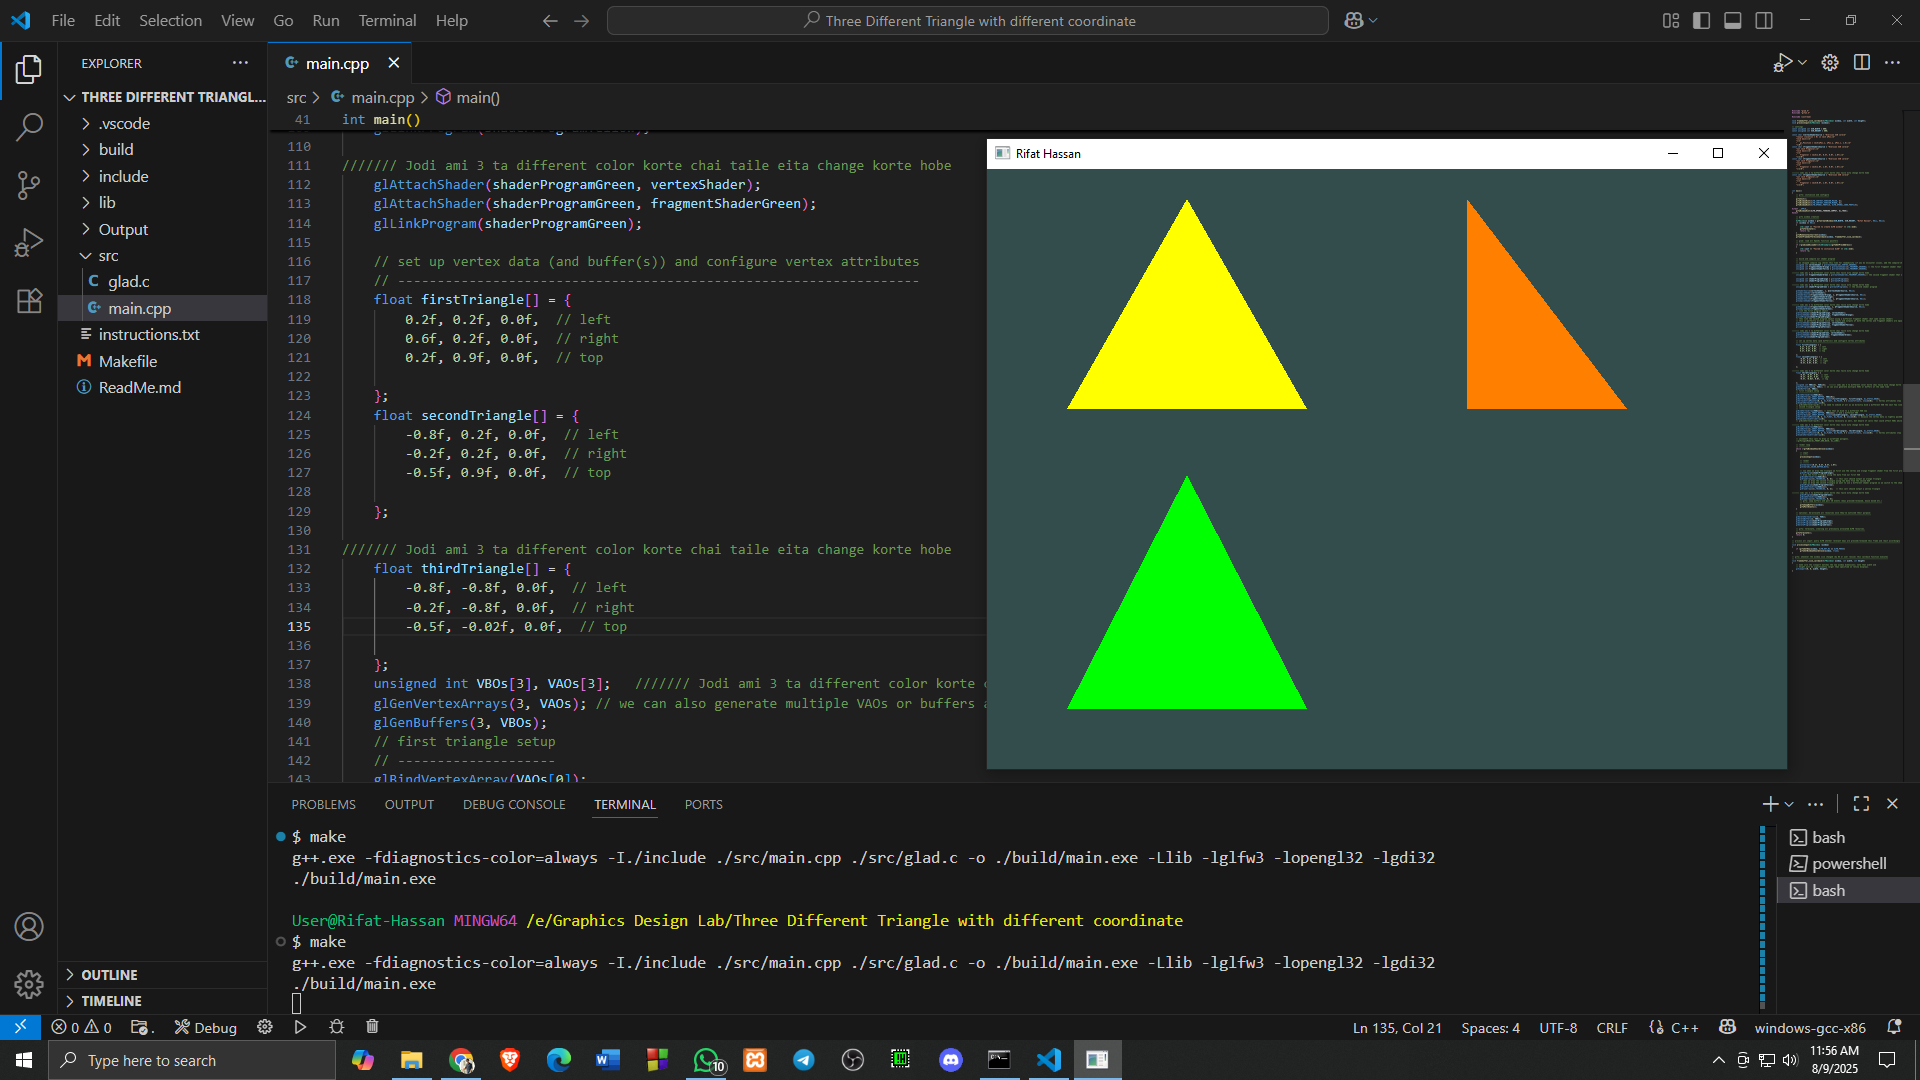 File Edit Selection View Go Run Terminal Help
Three Different Triangle with different coordinate
EXPLORER
THREE DIFFERENT TRIANGL...
.vscode
build
include
lib
Output
src
glad.c
main.cpp
instructions.txt
Makefile
ReadMe.md
OUTLINE
TIMELINE
main.cpp
src > main.cpp > main()
41 int main()
110
111 /////// Jodi ami 3 ta different color korte chai taile eita change korte hobe
112 glAttachShader(shaderProgramGreen, vertexShader);
113 glAttachShader(shaderProgramGreen, fragmentShaderGreen);
114 glLinkProgram(shaderProgramGreen);
115
116 // set up vertex data (and buffer(s)) and configure vertex attributes
117 // ------------------------------------------------------------------
118 float firstTriangle[] = {
119 0.2f, 0.2f, 0.0f, // left
120 0.6f, 0.2f, 0.0f, // right
121 0.2f, 0.9f, 0.0f, // top
122
123 };
124 float secondTriangle[] = {
125 -0.8f, 0.2f, 0.0f, // left
126 -0.2f, 0.2f, 0.0f, // right
127 -0.5f, 0.9f, 0.0f, // top
128
129 };
130
131 /////// Jodi ami 3 ta different color korte chai taile eita change korte hobe
132 float thirdTriangle[] = {
133 -0.8f, -0.8f, 0.0f, // left
134 -0.2f, -0.8f, 0.0f, // right
135 -0.5f, -0.02f, 0.0f, // top
136
137 };
138 unsigned int VBOs[3], VAOs[3]; /////// Jodi ami 3 ta different color korte
139 glGenVertexArrays(3, VAOs); // we can also generate multiple VAOs or buffers
140 glGenBuffers(3, VBOs);
141 // first triangle setup
142 // --------------------
143 glBindVertexArray(VAOs[0]);
Rifat Hassan
PROBLEMS OUTPUT DEBUG CONSOLE TERMINAL PORTS
$ make
g++.exe -fdiagnostics-color=always -I./include ./src/main.cpp ./src/glad.c -o ./build/main.exe -Llib -lglfw3 -lopengl32 -lgdi32
./build/main.exe
User@Rifat-Hassan MINGW64 /e/Graphics Design Lab/Three Different Triangle with different coordinate
$ make
g++.exe -fdiagnostics-color=always -I./include ./src/main.cpp ./src/glad.c -o ./build/main.exe -Llib -lglfw3 -lopengl32 -lgdi32
./build/main.exe
bash
powershell
bash
0 0 Debug
Ln 135, Col 21 Spaces: 4 UTF-8 CRLF {} C++ windows-gcc-x86
Type here to search
10
11:56 AM
8/9/2025